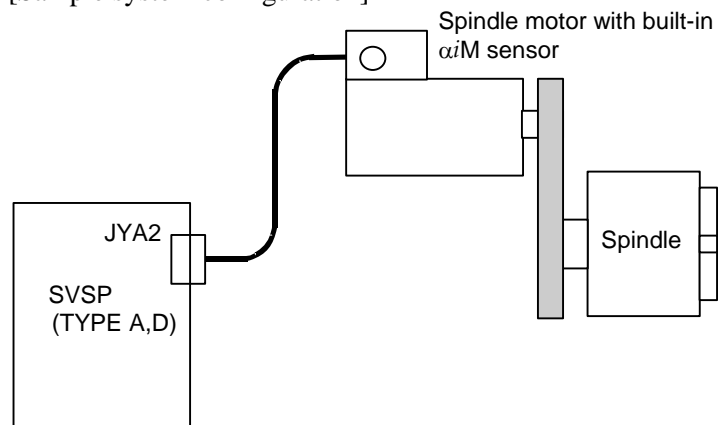 [Sample system configuration]
Spindle motor with built-in
αiM sensor
JYA2
SVSP
(TYPE A,D)
Spindle